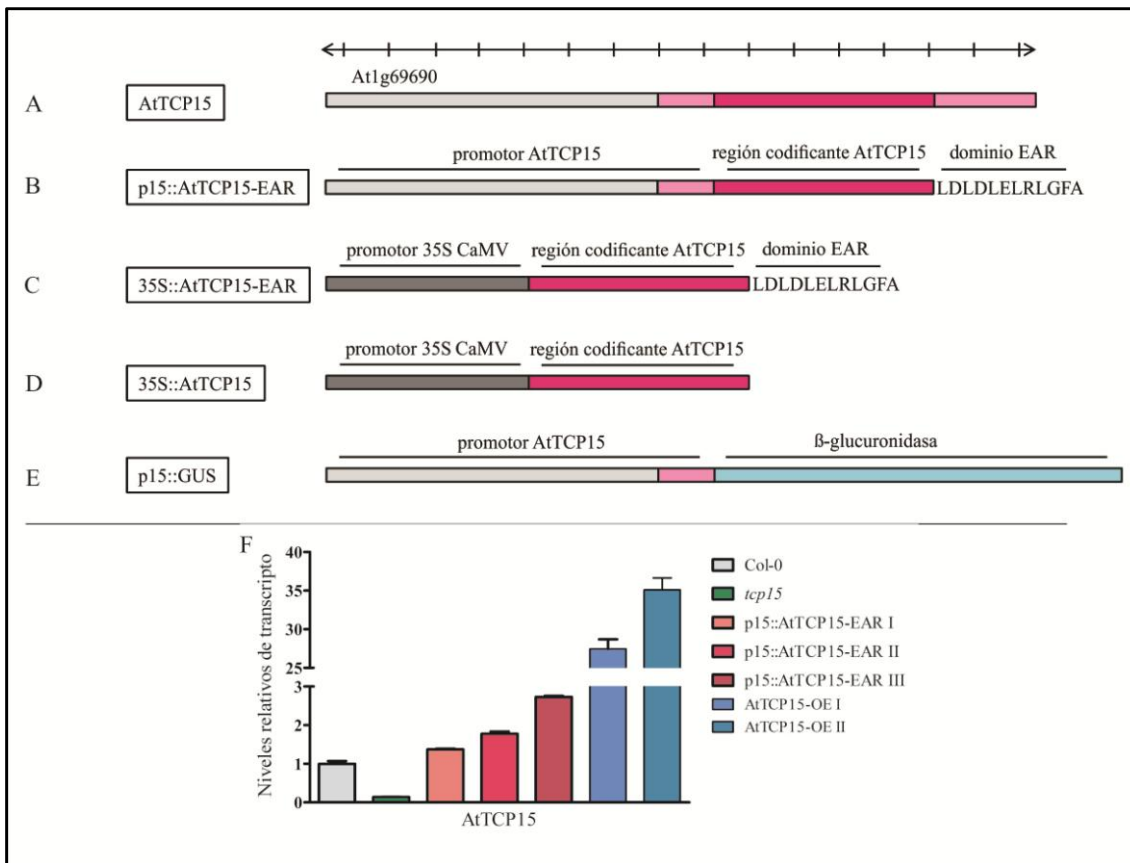 At1g69690
A
AtTCP15
promotor AtTCP15
región codificante AtTCP15
dominio EAR
B
p15::AtTCP15-EAR
LDLDLELRLGFA
promotor 35S CaMV
región codificante AtTCP15
dominio EAR
C
35S::AtTCP15-EAR
LDLDLELRLGFA
promotor 35S CaMV
región codificante AtTCP15
D
35S::AtTCP15
promotor AtTCP15
ß-glucuronidasa
E
p15::GUS
F
Niveles relativos de transcripto
40
35
30
25
3
2
1
0
AtTCP15
Col-0
tcp15
p15::AtTCP15-EAR I
p15::AtTCP15-EAR II
p15::AtTCP15-EAR III
AtTCP15-OE I
AtTCP15-OE II